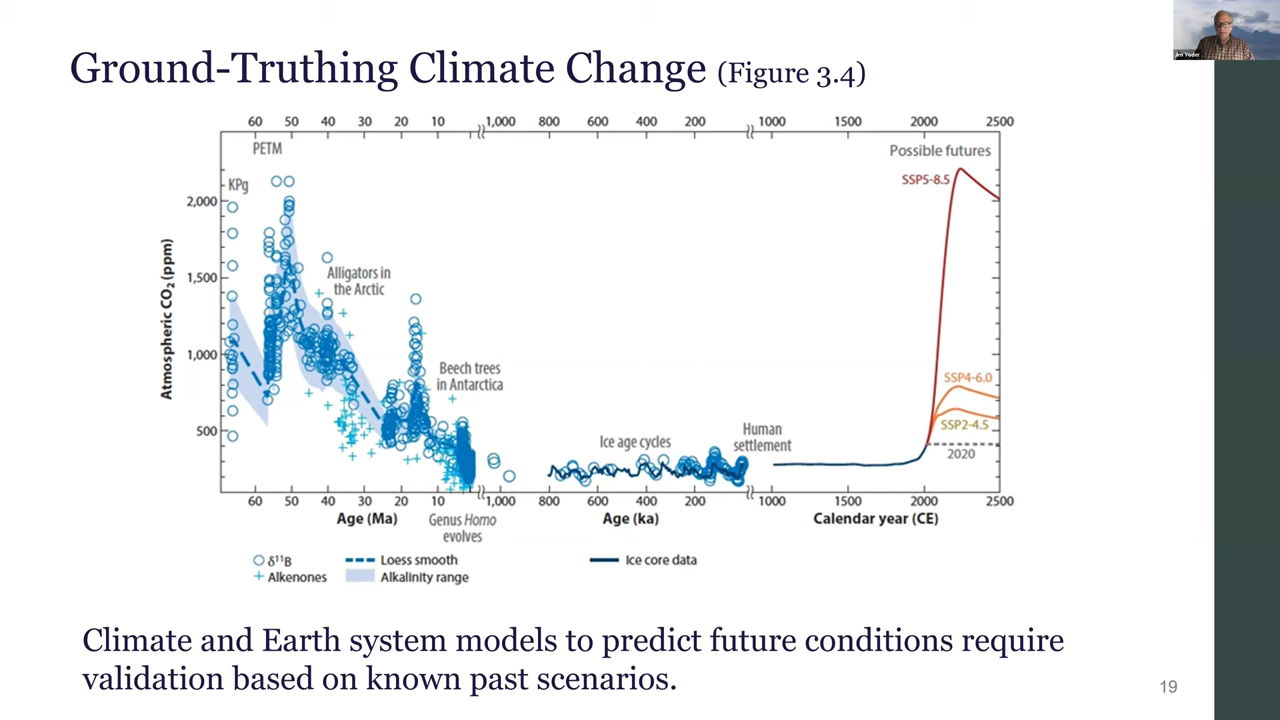 Jim Yoder
Ground-Truthing Climate Change (Figure 3.4)
60 50 40 30 20 10 1,000 800 600 400 200 1000 1500 2000 2500
PETM
Possible futures
KPg
SSP5-8.5
2,000
Atmospheric CO2 (ppm)
Alligators in
the Arctic
1,500
1,000
Beech trees
in Antarctica
SSP4-6.0
Human
settlement
Ice age cycles
SSP2-4.5
500
2020
60 50 40 30 20 10 1,000 800 600 400 200 1000 1500 2000 2500
Age (Ma)
Genus Homo
evolves
Age (ka)
Calendar year (CE)
δ11B
Loess smooth
Ice core data
Alkenones
Alkalinity range
Climate and Earth system models to predict future conditions require
validation based on known past scenarios.
19